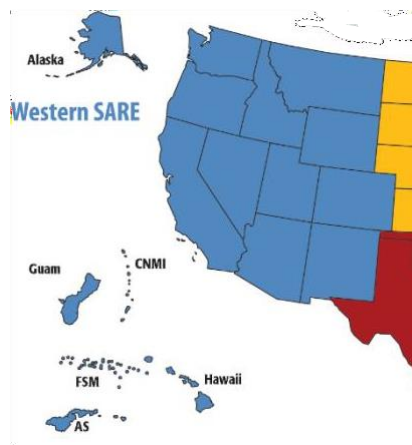 Alaska
Western SARE
CNMI
Guam
FSM
Hawaii
AS